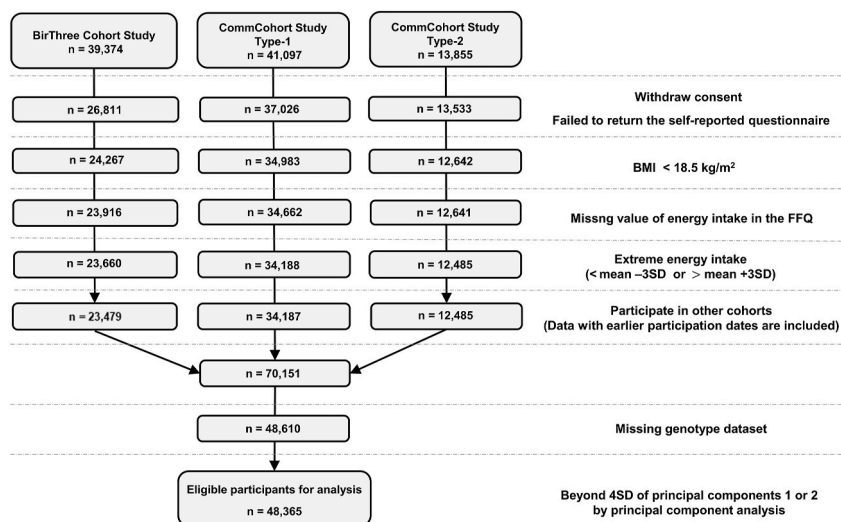 BirThree Cohort Study
n = 39,374
CommCohort Study
Type-1
n = 41,097
CommCohort Study
Type-2
n = 13,855
n = 26,811
n = 37,026
n = 13,533
Withdraw consent
Failed to return the self-reported questionnaire
n = 24,267
n = 34,983
n = 12,642
BMI < 18.5 kg/m²
n = 23,916
n = 34,662
n = 12,641
Missng value of energy intake in the FFQ
n = 23,660
n = 34,188
n = 12,485
Extreme energy intake
(< mean –3SD or > mean +3SD)
n = 23,479
n = 34,187
n = 12,485
Participate in other cohorts
(Data with earlier participation dates are included)
n = 70,151
n = 48,610
Missing genotype dataset
Eligible participants for analysis
n = 48,365
Beyond 4SD of principal components 1 or 2
by principal component analysis